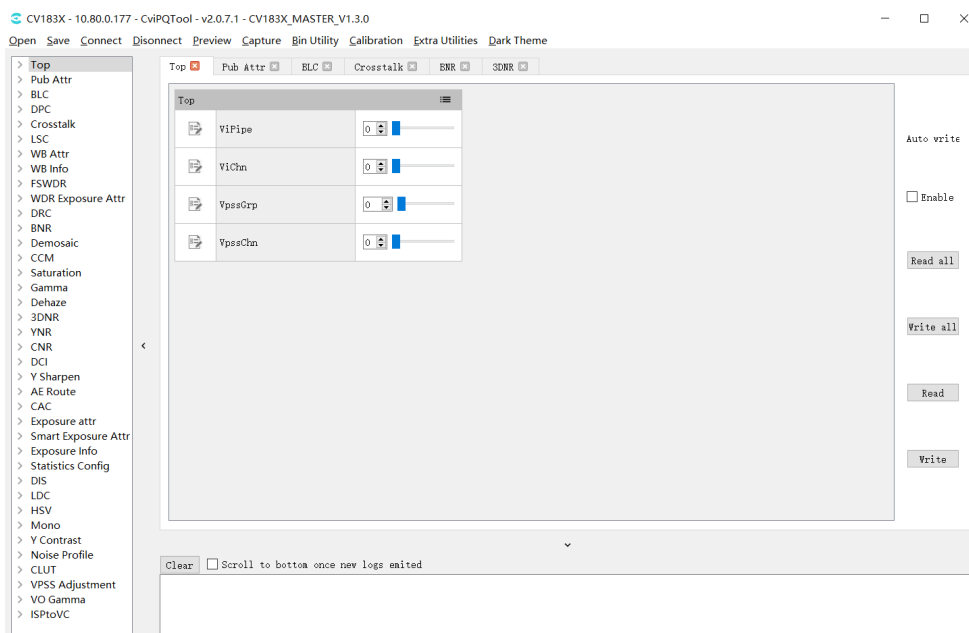 CV183X - 10.80.0.177 - CviPQTool - v2.0.7.1 - CV183X_MASTER_V1.3.0
Open Save Connect Disconnect Preview Capture Bin Utility Calibration Extra Utilities Dark Theme
Top
Pub Attr
BLC
DPC
Crosstalk
LSC
WB Attr
WB Info
FSWDR
WDR Exposure Attr
DRC
BNR
Demosaic
CCM
Saturation
Gamma
Dehaze
3DNR
YNR
CNR
DCI
Y Sharpen
AE Route
CAC
Exposure attr
Smart Exposure Attr
Exposure Info
Statistics Config
DIS
LDC
HSV
Mono
Y Contrast
Noise Profile
CLUT
VPSS Adjustment
VO Gamma
ISPtoVC
Top Pub Attr BLC Crosstalk BNR 3DNR
Top
ViPipe 0
ViChn 0
VpssGrp 0
VpssChn 0
Auto write
Enable
Read all
Write all
Read
Write
Clear Scroll to bottom once new logs emited